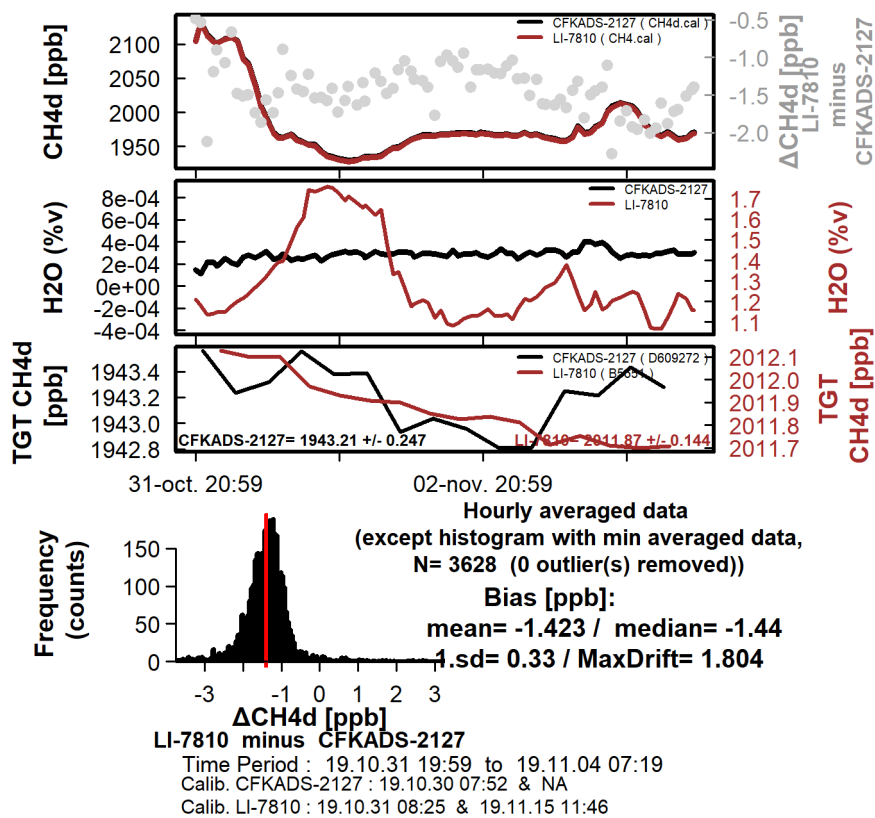 CH4d [ppb]
2100
2050
2000
1950
CFKADS-2127 ( CH4d.cal )
LI-7810 ( CH4.cal )
-0.5
-1.0
-1.5
-2.0
ΔCH4d [ppb]
LI-7810
minus
CFKADS-2127
H2O (%v)
8e-04
6e-04
4e-04
2e-04
0e+00
-2e-04
-4e-04
CFKADS-2127
LI-7810
1.7
1.6
1.5
1.4
1.3
1.2
1.1
H2O (%v)
TGT CH4d
[ppb]
1943.4
1943.2
1943.0
1942.8
CFKADS-2127 ( D609272 )
LI-7810 ( )
CFKADS-2127= 1943.21 +/- 0.247
LI-7810= 2011.87 +/- 0.144
2012.1
2012.0
2011.9
2011.8
2011.7
TGT
CH4d [ppb]
31-oct. 20:59
02-nov. 20:59
Hourly averaged data
(except histogram with min averaged data,
N= 3628 (0 outlier(s) removed))
Bias [ppb]:
mean= -1.423 / median= -1.44
1.sd= 0.33 / MaxDrift= 1.804
Frequency
(counts)
150
100
50
0
-3
-1
0
1
2
3
ΔCH4d [ppb]
LI-7810 minus CFKADS-2127
Time Period : 19.10.31 19:59 to 19.11.04 07:19
Calib. CFKADS-2127 : 19.10.30 07:52 & NA
Calib. LI-7810 : 19.10.31 08:25 & 19.11.15 11:46